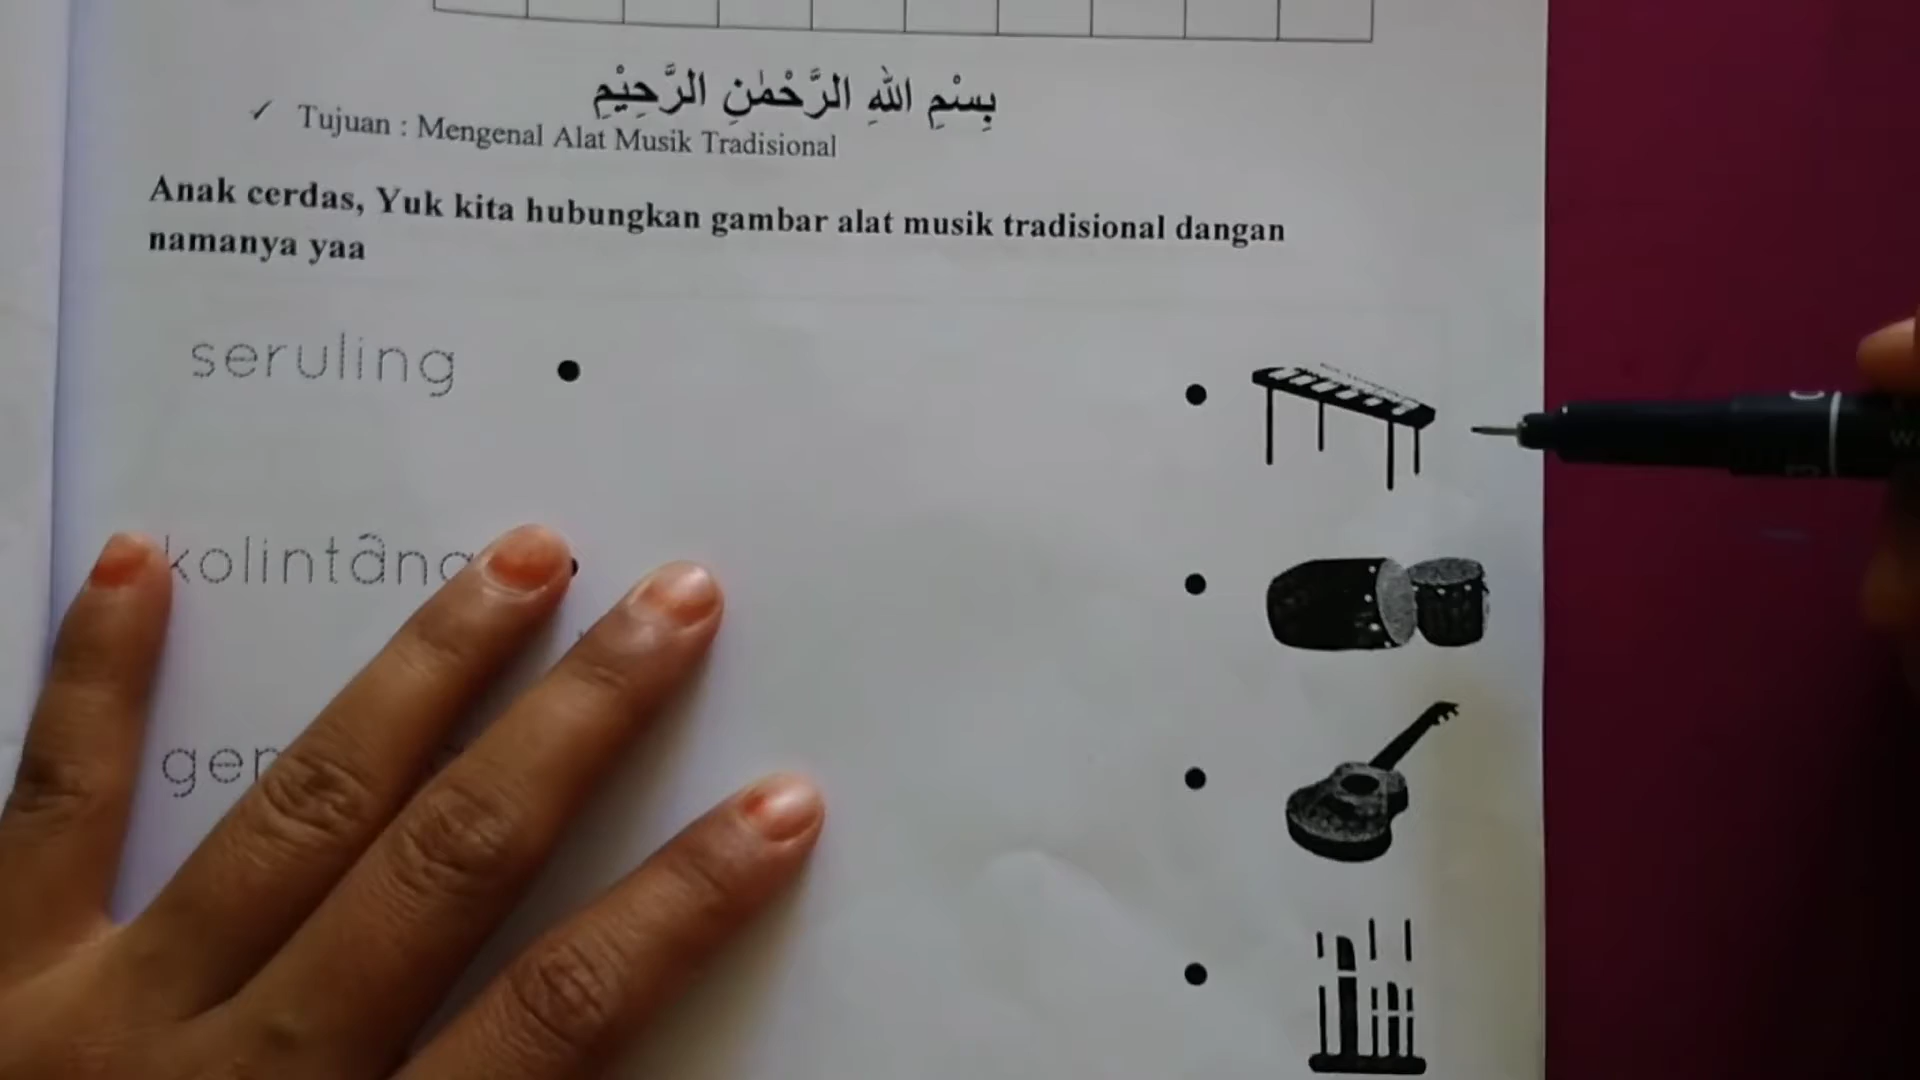 بِسْمِ اللهِ الرَّحْمٰنِ الرَّحِيْمِ
✓ Tujuan : Mengenal Alat Musik Tradisional
Anak cerdas, Yuk kita hubungkan gambar alat musik tradisional dangan
namanya yaa
seruling